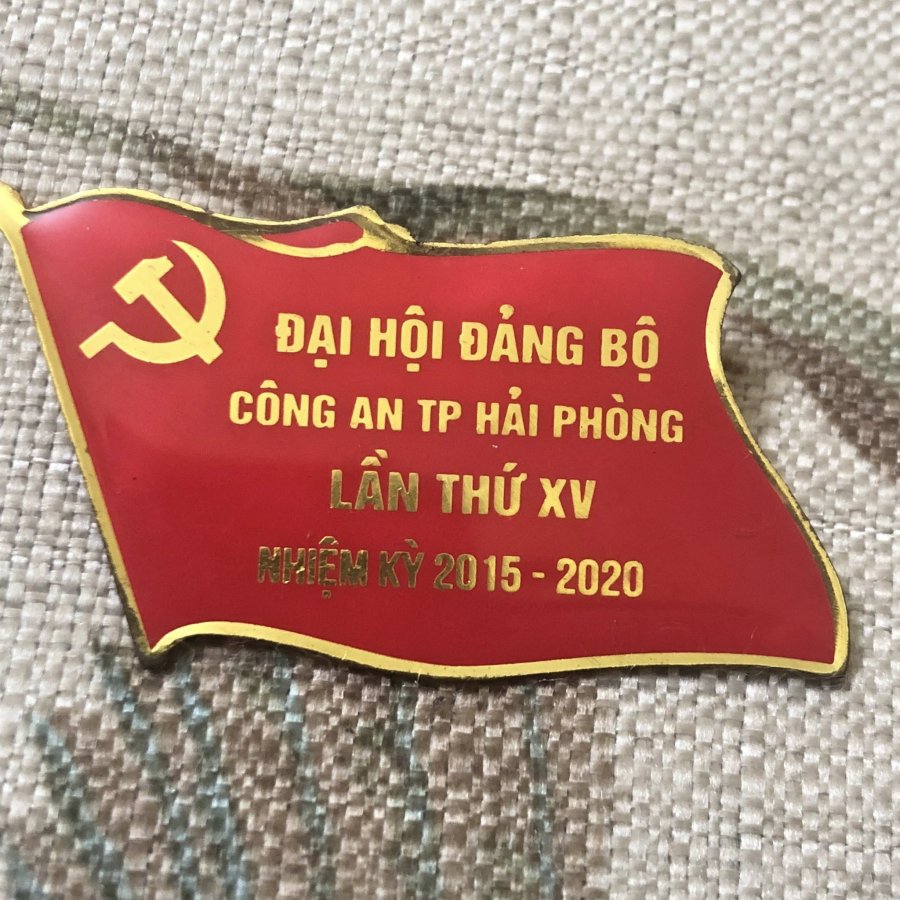 ĐẠI HỘI ĐẢNG BỘ
CÔNG AN TP HẢI PHÒNG
LẦN THỨ XV
NHIỆM KỲ 2015 - 2020